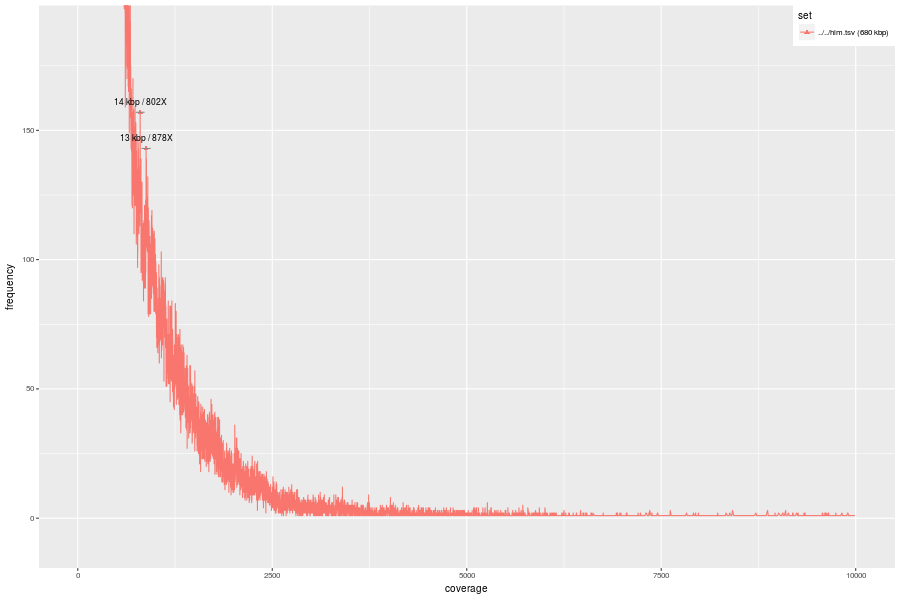 set
../../him.tsv (680 kbp)
14 kbp / 802X
13 kbp / 878X
150
100
50
0
frequency
0
2500
5000
7500
10000
coverage